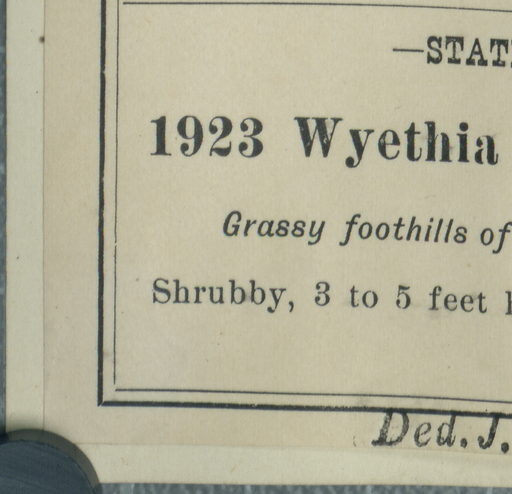 —STAT
1923 Wyethia
Grassy foothills of
Shrubby, 3 to 5 feet
Ded. J.